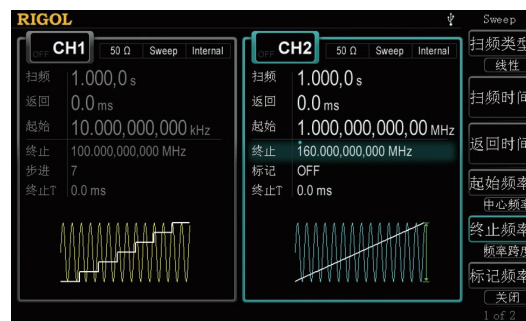 RIGOL
Sweep
OFF CH1 50 Ω Sweep Internal
扫频 1.000,0 s
返回 0.0 ms
起始 10.000,000,000 kHz
终止 100.000,000,000 MHz
步进 7
终止T 0.0 ms
OFF CH2 50 Ω Sweep Internal
扫频 1.000,0 s
返回 0.0 ms
起始 1.000,000,000,00 MHz
终止 160.000,000,000 MHz
标记 OFF
终止T 0.0 ms
扫频类型
线性
扫频时间
返回时间
起始频率
中心频率
终止频率
频率跨度
标记频率
关闭
1 of 2